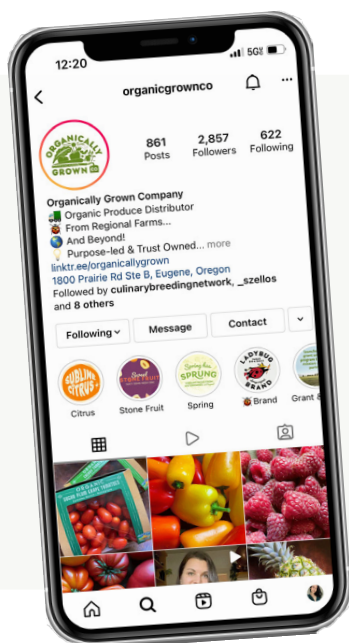 12:20
5G
organicgrownco
ORGANICALLY
GROWN CO
861
Posts
2,857
Followers
622
Following
Organically Grown Company
Organic Produce Distributor
From Regional Farms...
And Beyond!
Purpose-led & Trust Owned... more
linktr.ee/organicallygrown
1800 Prairie Rd Ste B, Eugene, Oregon
Followed by culinarybreedingnetwork, _szellos
and 8 others
Following
Message
Contact
SUBLIME
CITRUS
STONE FRUIT
Spring has
SPRUNG
LADYBUG
BRAND
Citrus
Stone Fruit
Spring
Brand
Grant &